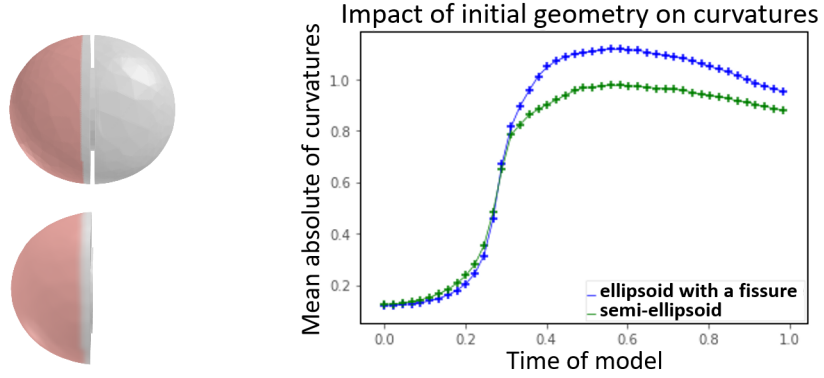 Impact of initial geometry on curvatures
Mean absolute of curvatures
1.0
0.8
0.6
0.4
0.2
ellipsoid with a fissure
semi-ellipsoid
0.0 0.2 0.4 0.6 0.8 1.0
Time of model